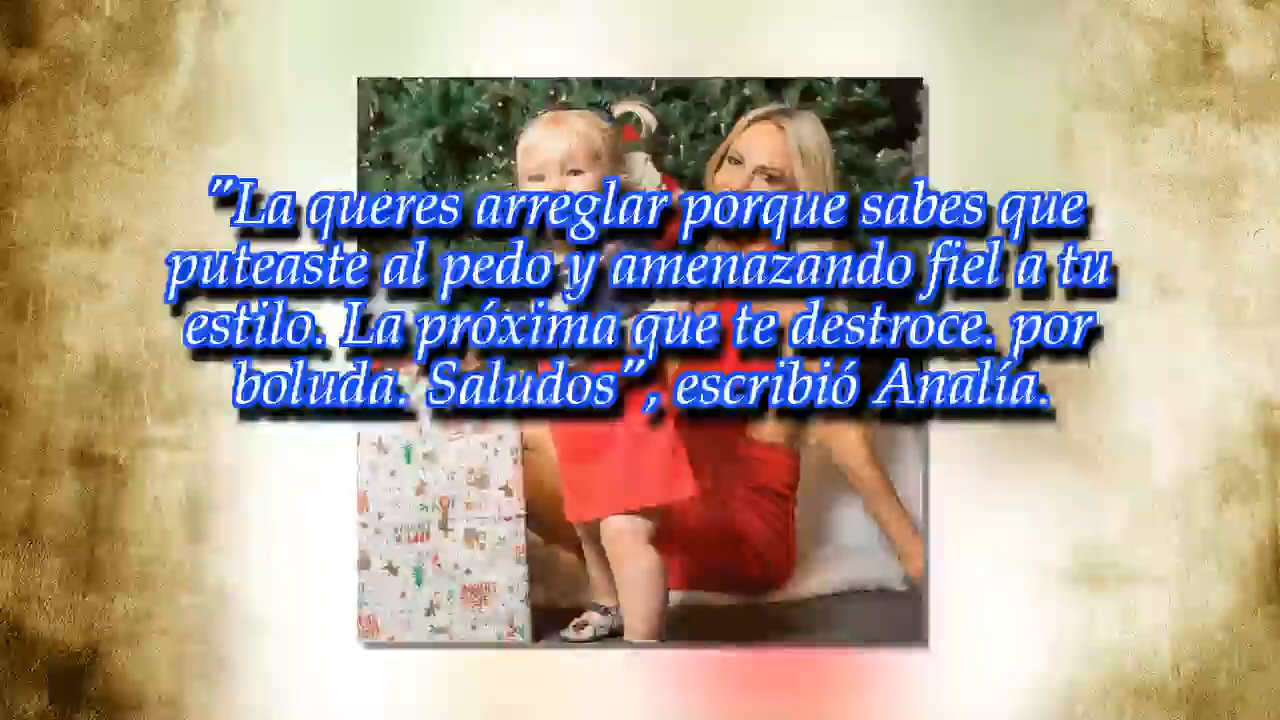 "La queres arreglar porque sabes que
puteaste al pedo y amenazando fiel a tu
estilo. La próxima que te destroce. por
boluda. Saludos", escribió Analía.